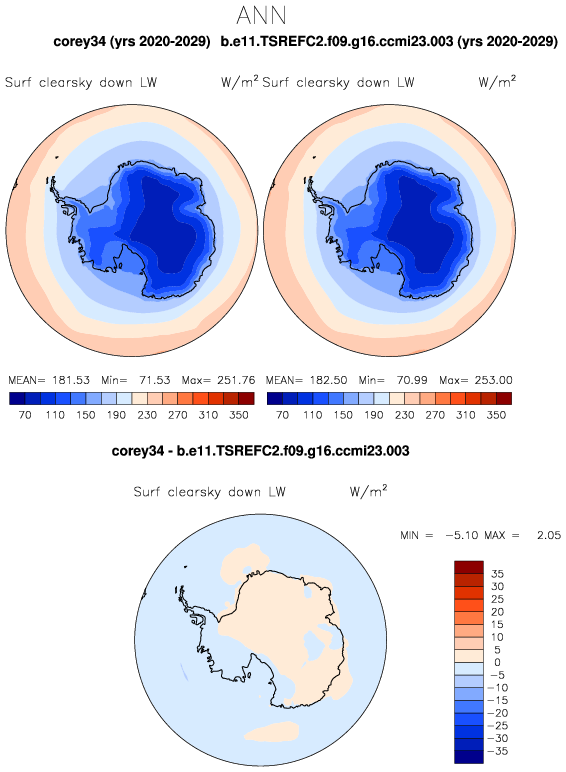 ANN
corey34 (yrs 2020-2029) b.e11.TSREFC2.f09.g16.ccmi23.003 (yrs 2020-2029)
Surf clearsky down LW W/m² Surf clearsky down LW W/m²
MEAN= 181.53 Min= 71.53 Max= 251.76 MEAN= 182.50 Min= 70.99 Max= 253.00
70 110 150 190 230 270 310 350 70 110 150 190 230 270 310 350
corey34 - b.e11.TSREFC2.f09.g16.ccmi23.003
Surf clearsky down LW W/m²
MIN = -5.10 MAX = 2.05
35
30
25
20
15
10
5
0
-5
-10
-15
-20
-25
-30
-35